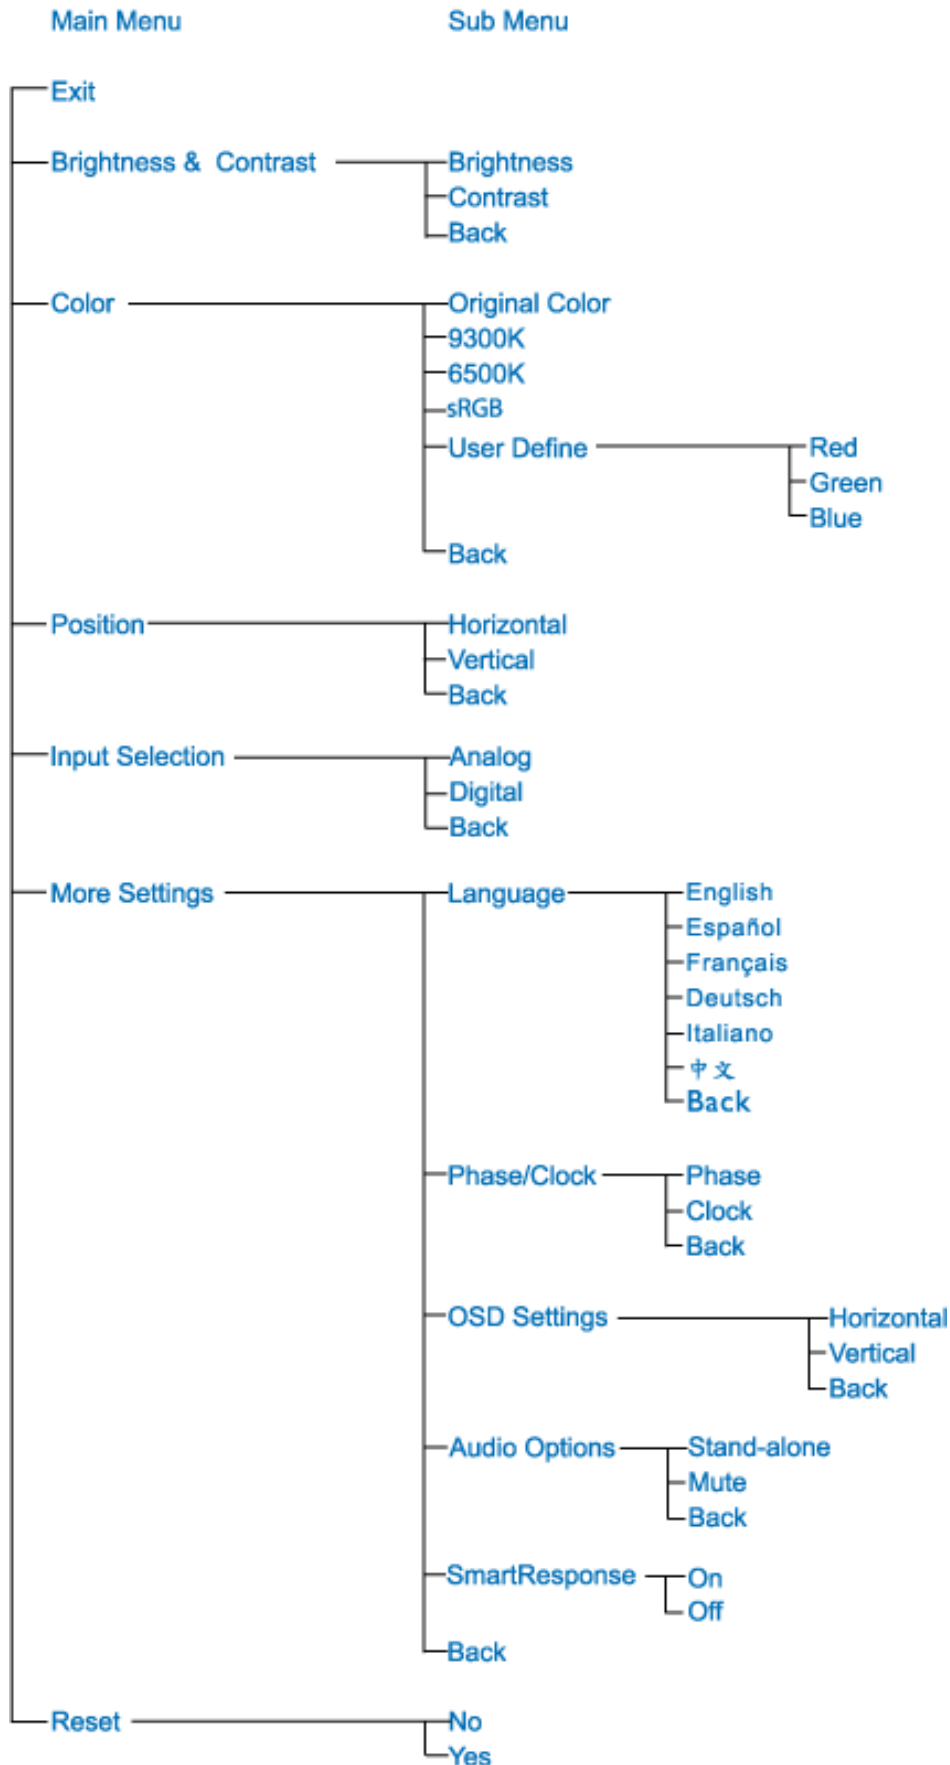 Main Menu Sub Menu
Exit
Brightness & Contrast Brightness
Contrast
Back
Color Original Color
9300K
6500K
sRGB
User Define Red
Green
Blue
Back
Position Horizontal
Vertical
Back
Input Selection Analog
Digital
Back
More Settings Language English
Español
Français
Deutsch
Italiano
中文
Back
Phase/Clock Phase
Clock
Back
OSD Settings Horizontal
Vertical
Back
Audio Options Stand-alone
Mute
Back
SmartResponse On
Off
Back
Reset No
Yes